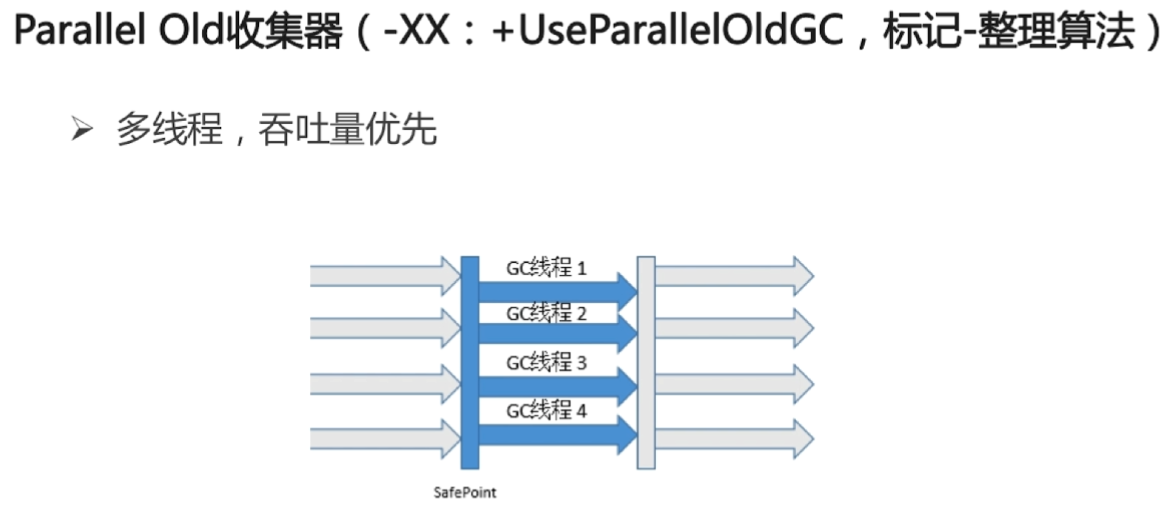 Parallel Old收集器（-XX：+UseParallelOldGC，标记-整理算法）
多线程，吞吐量优先
GC线程 1
GC线程 2
GC线程 3
GC线程 4
SafePoint